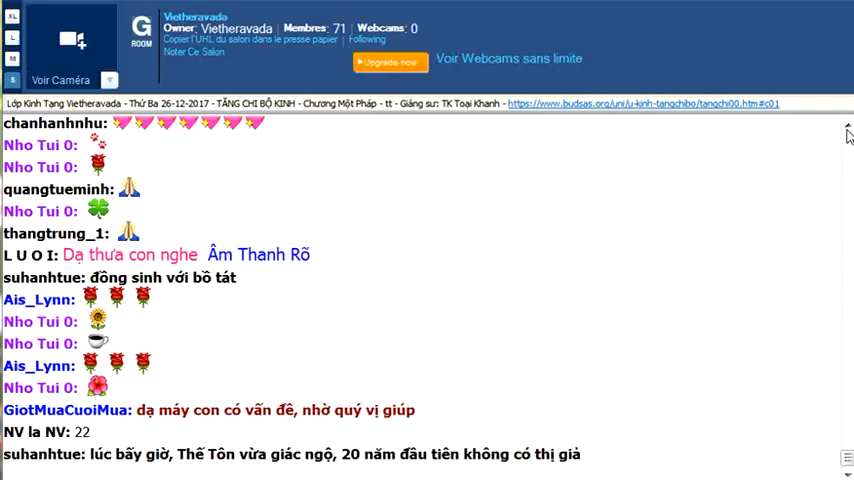 XL
L
M
S
Voir Caméra
G
ROOM
Vietheravada
Owner: Vietheravada Membres: 71 Webcams: 0
Copier l'URL du salon dans le presse papier | Following
Noter Ce Salon
Upgrade now
Voir Webcams sans limite
Lớp Kinh Tạng Vietheravada - Thứ Ba 26-12-2017 - TĂNG CHI BỘ KINH - Chương Một Pháp - tt - Giảng sư: TK Toại Khanh - https://www.budsas.org/uni/u-kinh-tangchibo/tangchi00.htm#c01
chanhanhnhu:
Nho Tui 0:
Nho Tui 0:
quangtueminh:
Nho Tui 0:
thangtrung_1:
L U O I: Dạ thưa con nghe Âm Thanh Rõ
suhanhtue: đồng sinh với bồ tát
Ais_Lynn:
Nho Tui 0:
Nho Tui 0:
Ais_Lynn:
Nho Tui 0:
GiotMuaCuoiMua: dạ máy con có vấn đề, nhờ quý vị giúp
NV la NV: 22
suhanhtue: lúc bấy giờ, Thế Tôn vừa giác ngộ, 20 năm đầu tiên không có thị giả